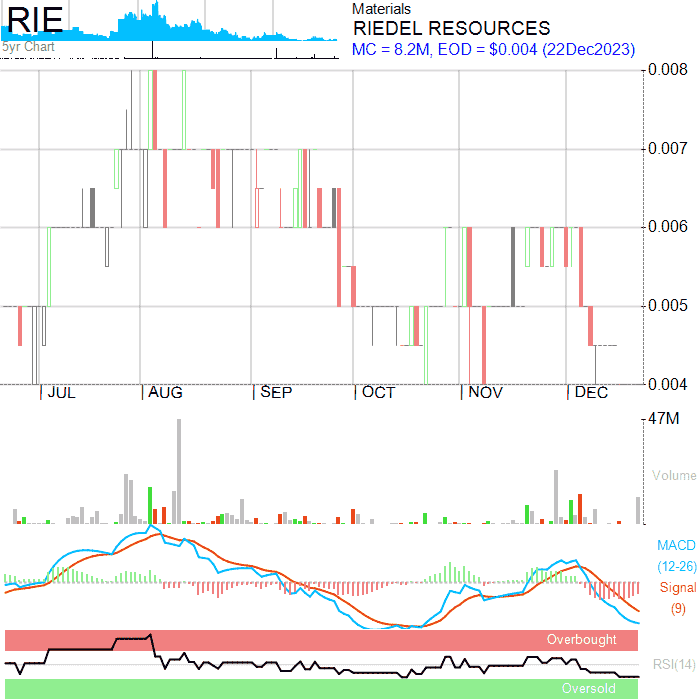 RIE
5yr Chart
Materials
RIEDEL RESOURCES
MC = 8.2M, EOD = $0.004 (22Dec2023)
0.008
0.007
0.006
0.005
0.004
JUL AUG SEP OCT NOV DEC
47M
Volume
MACD
(12-26)
Signal
(9)
Overbought
RSI(14)
Oversold